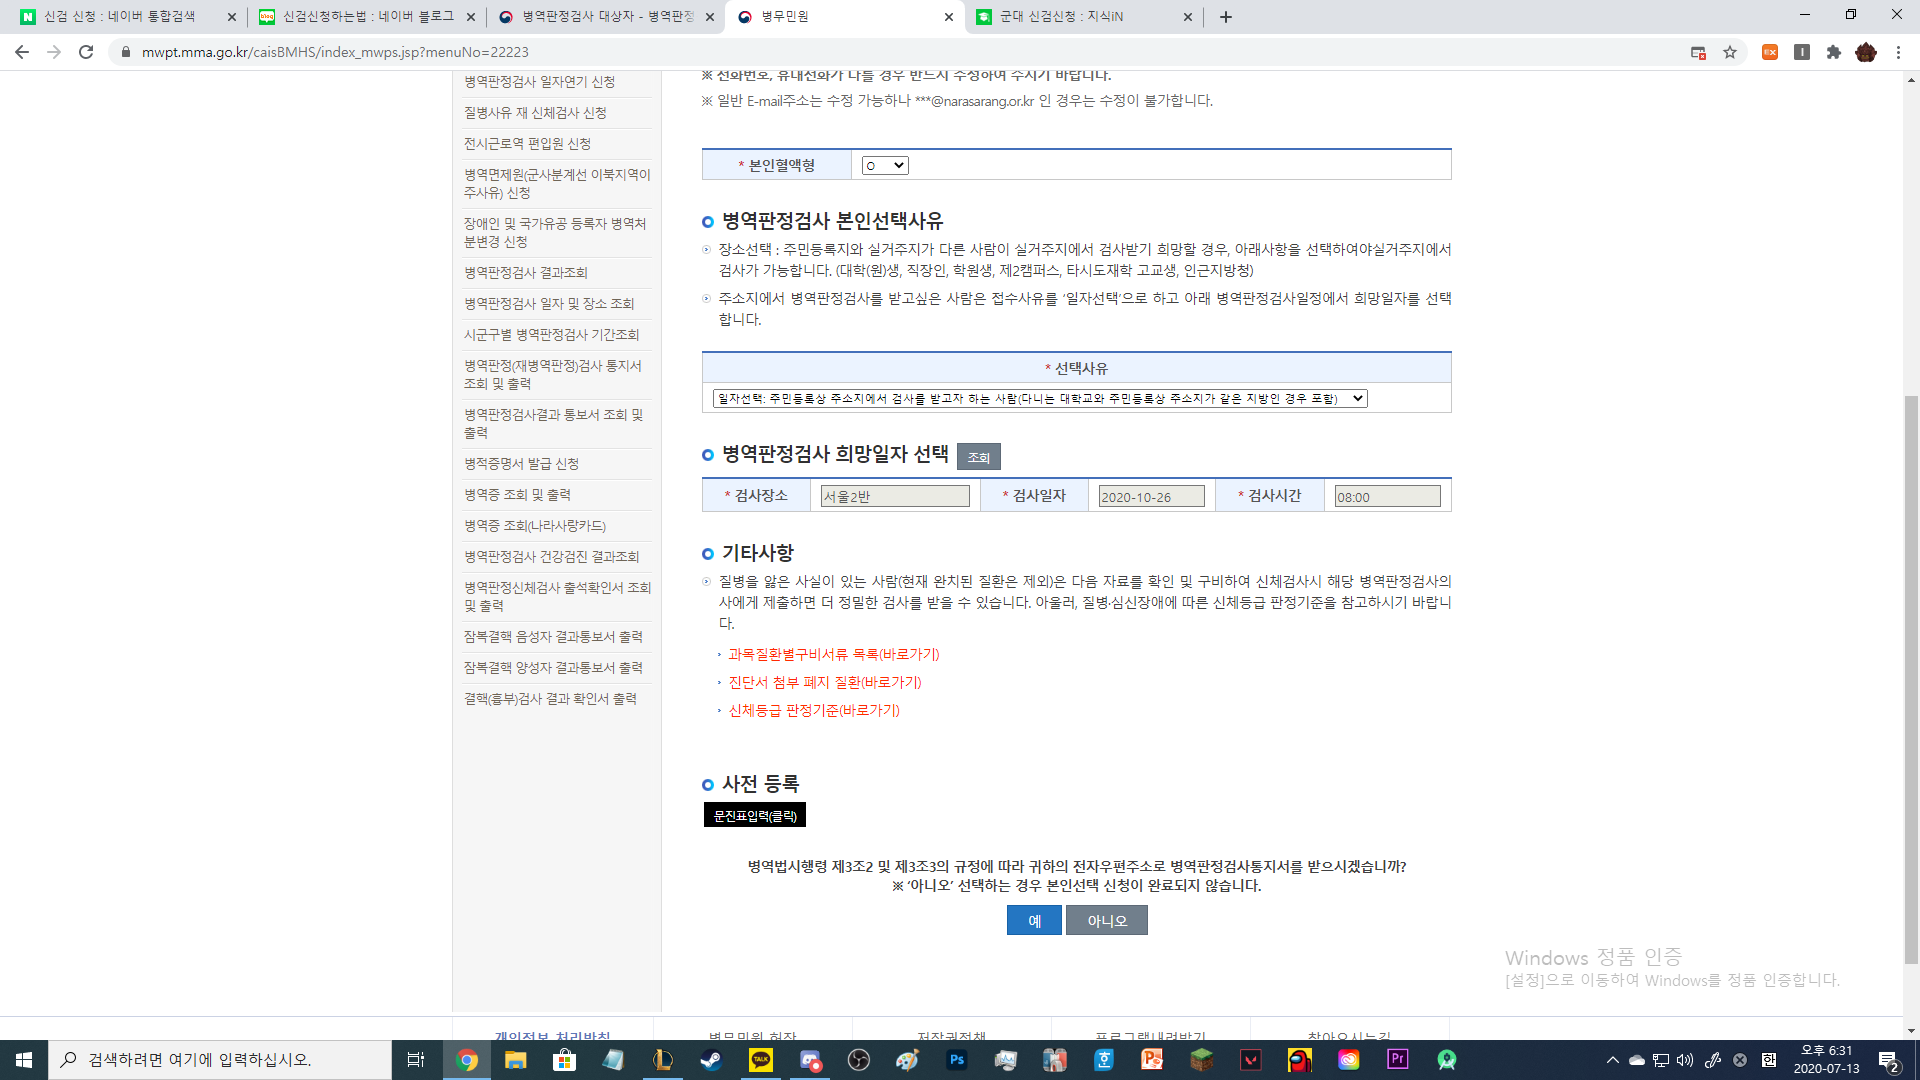 신검 신청 : 네이버 통합검색
신검신청하는법 : 네이버 블로그
병역판정검사 대상자 - 병역판정
병무민원
군대 신검신청 : 지식iN
mwpt.mma.go.kr/caisBMHS/index_mwps.jsp?menuNo=22223
병역판정검사 일자연기 신청
질병사유 재 신체검사 신청
전시근로역 편입원 신청
병역면제원(군사분계선 이북지역이
주사유) 신청
장애인 및 국가유공 등록자 병역처
분변경 신청
병역판정검사 결과조회
병역판정검사 일자 및 장소 조회
시군구별 병역판정검사 기간조회
병역판정(재병역판정)검사 통지서
조회 및 출력
병역판정검사결과 통보서 조회 및
출력
병적증명서 발급 신청
병역증 조회 및 출력
병역증 조회(나라사랑카드)
병역판정검사 건강검진 결과조회
병역판정신체검사 출석확인서 조회
및 출력
잠복결핵 음성자 결과통보서 출력
잠복결핵 양성자 결과통보서 출력
결핵(흉부)검사 결과 확인서 출력
※ 전화번호, 휴대전화가 다를 경우 반드시 수정하여 주시기 바랍니다.
※ 일반 E-mail주소는 수정 가능하나 ***@narasarang.or.kr 인 경우는 수정이 불가합니다.
* 본인혈액형 O
병역판정검사 본인선택사유
장소선택 : 주민등록지와 실거주지가 다른 사람이 실거주지에서 검사받기 희망할 경우, 아래사항을 선택하여야실거주지에서
검사가 가능합니다. (대학(원)생, 직장인, 학원생, 제2캠퍼스, 타시도재학 고교생, 인근지방청)
주소지에서 병역판정검사를 받고싶은 사람은 접수사유를 '일자선택'으로 하고 아래 병역판정검사일정에서 희망일자를 선택
합니다.
* 선택사유
일자선택: 주민등록상 주소지에서 검사를 받고자 하는 사람(다니는 대학교와 주민등록상 주소지가 같은 지방인 경우 포함)
병역판정검사 희망일자 선택 조회
* 검사장소 서울2반 * 검사일자 2020-10-26 * 검사시간 08:00
기타사항
질병을 앓은 사실이 있는 사람(현재 완치된 질환은 제외)은 다음 자료를 확인 및 구비하여 신체검사시 해당 병역판정검사의
사에게 제출하면 더 정밀한 검사를 받을 수 있습니다. 아울러, 질병·심신장애에 따른 신체등급 판정기준을 참고하시기 바랍니
다.
과목질환별구비서류 목록(바로가기)
진단서 첨부 폐지 질환(바로가기)
신체등급 판정기준(바로가기)
사전 등록
문진표입력(클릭)
병역법시행령 제3조2 및 제3조3의 규정에 따라 귀하의 전자우편주소로 병역판정검사통지서를 받으시겠습니까?
※ '아니오' 선택하는 경우 본인선택 신청이 완료되지 않습니다.
예 아니오
Windows 정품 인증
[설정]으로 이동하여 Windows를 정품 인증합니다.
개인정보 처리방침 병무민원 헌장 저작권정책 프로그램내려받기 찾아오시는길
검색하려면 여기에 입력하십시오.
오후 6:31
2020-07-13
2